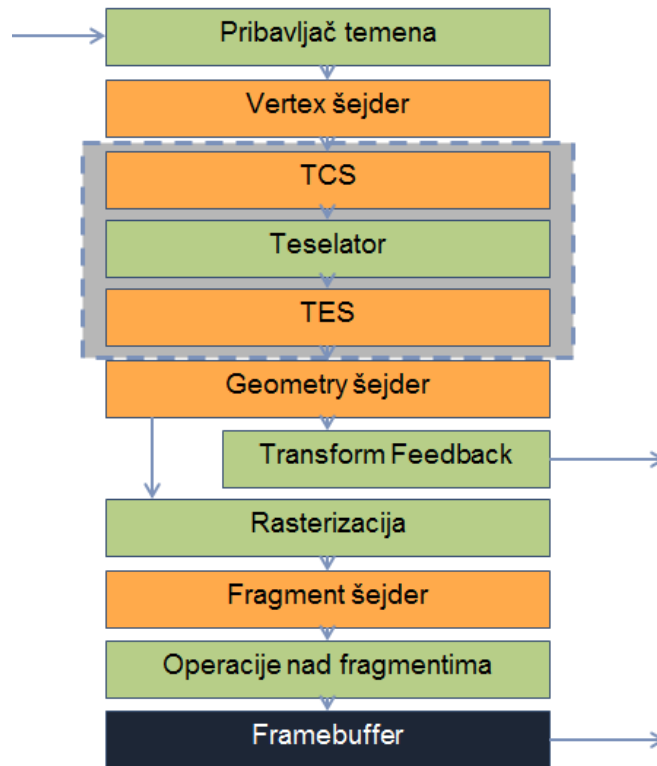 Pribavljač temena
Vertex šejder
TCS
Teselator
TES
Geometry šejder
Transform Feedback
Rasterizacija
Fragment šejder
Operacije nad fragmentima
Framebuffer